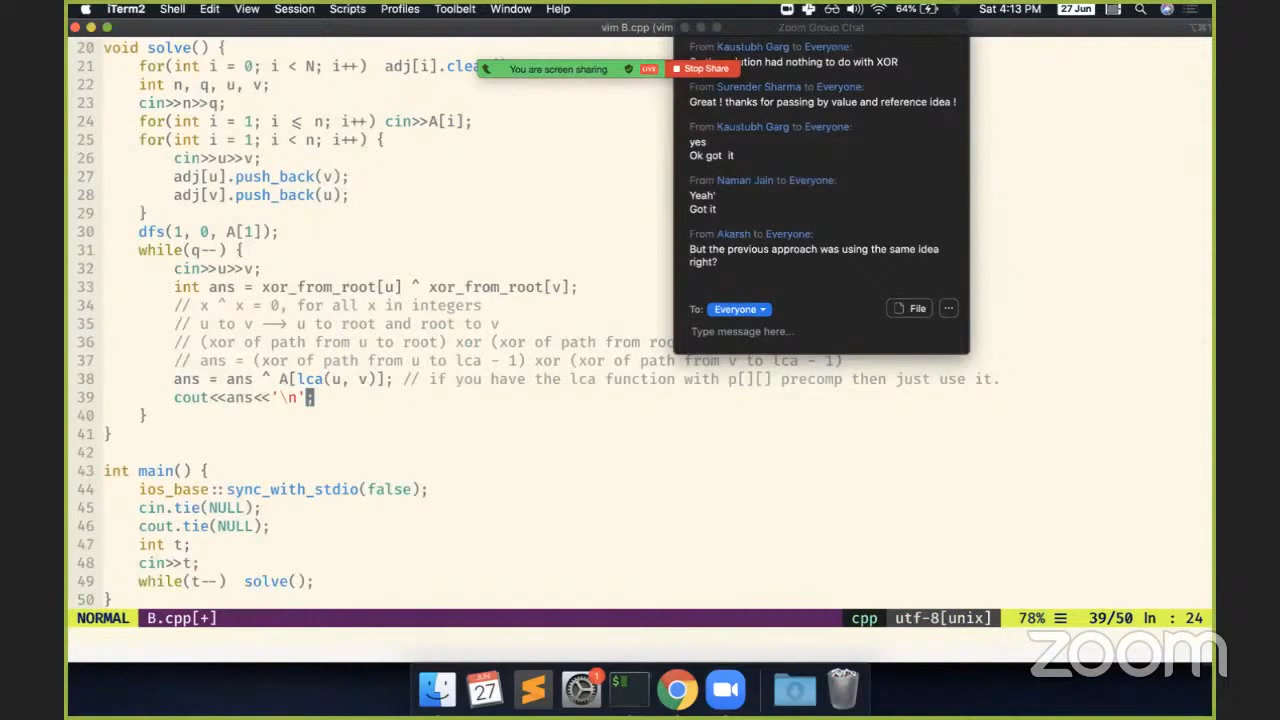 iTerm2 Shell Edit View Session Scripts Profiles Toolbelt Window Help 64% Sat 4:13 PM 27 Jun
vim B.cpp (vim
Zoom Group Chat
You are screen sharing LIVE Stop Share
20 void solve() {
21 for(int i = 0; i < N; i++) adj[i].clea
22 int n, q, u, v;
23 cin>>n>>q;
24 for(int i = 1; i <= n; i++) cin>>A[i];
25 for(int i = 1; i < n; i++) {
26 cin>>u>>v;
27 adj[u].push_back(v);
28 adj[v].push_back(u);
29 }
30 dfs(1, 0, A[1]);
31 while(q--) {
32 cin>>u>>v;
33 int ans = xor_from_root[u] ^ xor_from_root[v];
34 // x ^ x = 0, for all x in integers
35 // u to v --> u to root and root to v
36 // (xor of path from u to root) xor (xor of path from roo
37 // ans = (xor of path from u to lca - 1) xor (xor of path from v to lca - 1)
38 ans = ans ^ A[lca(u, v)]; // if you have the lca function with p[][] precomp then just use it.
39 cout<<ans<<'\n';
40 }
41 }
42
43 int main() {
44 ios_base::sync_with_stdio(false);
45 cin.tie(NULL);
46 cout.tie(NULL);
47 int t;
48 cin>>t;
49 while(t--) solve();
50 }
From Kaustubh Garg to Everyone:
ution had nothing to do with XOR
From Surender Sharma to Everyone:
Great ! thanks for passing by value and reference idea !
From Kaustubh Garg to Everyone:
yes
Ok got it
From Naman Jain to Everyone:
Yeah'
Got it
From Akarsh to Everyone:
But the previous approach was using the same idea
right?
To: Everyone File
Type message here...
NORMAL B.cpp[+] cpp utf-8[unix] 78% 39/50 ln : 24
zoom
JUN
27
1
$